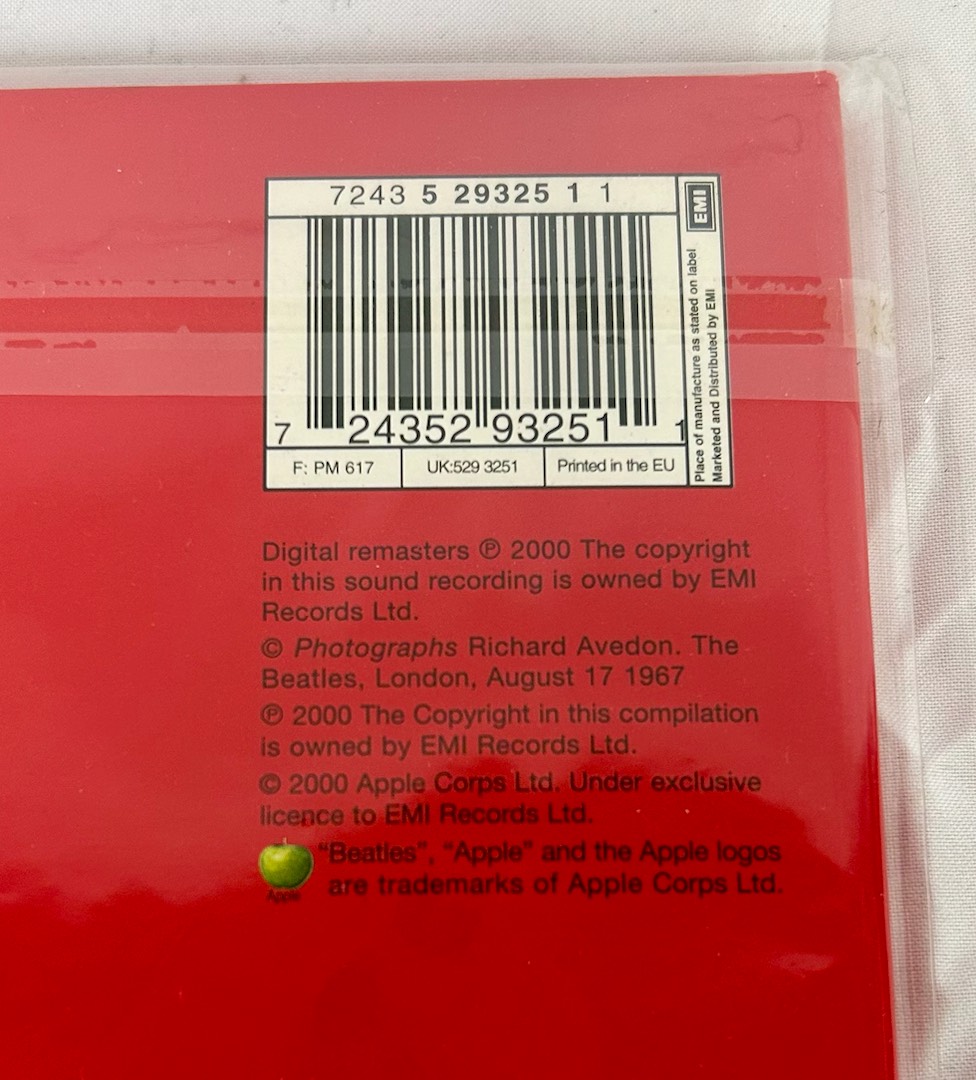 7243 5 29325 1 1
EMI
Place of manufacture as stated on label
Marketed and Distributed by EMI
7 24352 93251 1
F: PM 617
UK:529 3251
Printed in the EU
Digital remasters ℗ 2000 The copyright
in this sound recording is owned by EMI
Records Ltd.
© Photographs Richard Avedon. The
Beatles, London, August 17 1967
℗ 2000 The Copyright in this compilation
is owned by EMI Records Ltd.
© 2000 Apple Corps Ltd. Under exclusive
licence to EMI Records Ltd.
"Beatles", "Apple" and the Apple logos
are trademarks of Apple Corps Ltd.
Apple